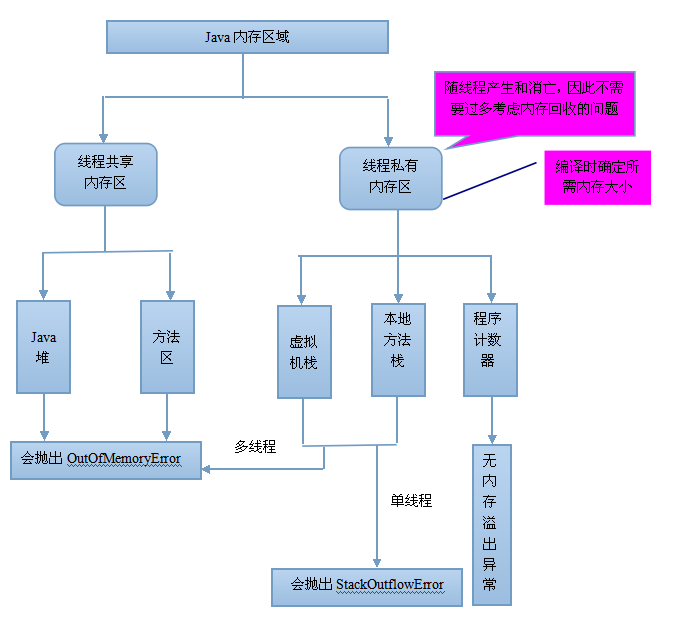 Java 内存区域
随线程产生和消亡，因此不需
要过多考虑内存回收的问题
线程共享
内存区
线程私有
内存区
编译时确定所
需内存大小
Java
堆
方法
区
虚拟
机栈
本地
方法
栈
程序
计数
器
会抛出 OutOfMemoryError
多线程
单线程
会抛出 StackOutflowError
无
内
存
溢
出
异
常